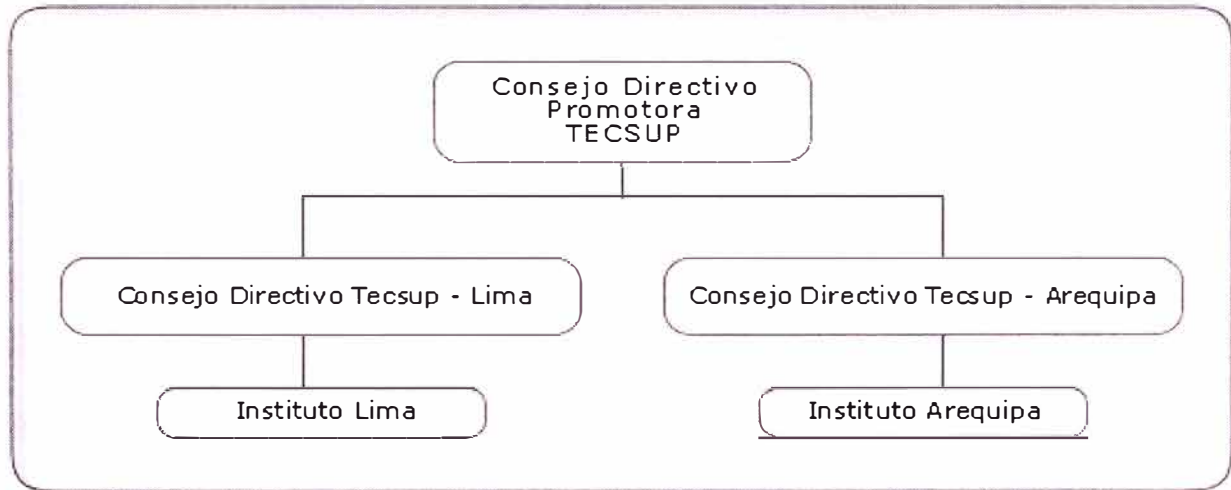 Consejo Directivo
Promotora
TECSUP
Consejo Directivo Tecsup - Lima
Consejo Directivo Tecsup - Arequipa
Instituto Lima
Instituto Arequipa